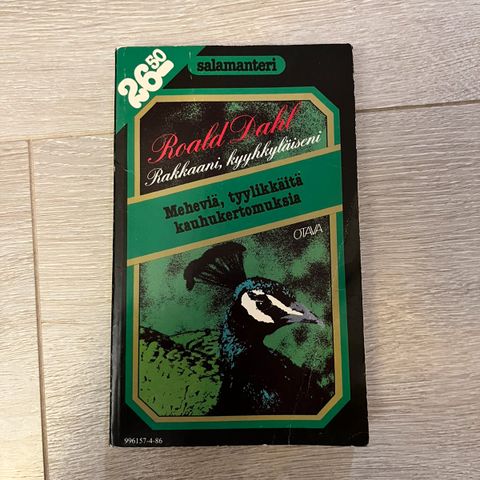 26 50
salamanteri
Roald Dahl
Rakkaani, kyyhkyläiseni
Meheviä, tyylikkäitä
kauhukertomuksia
OTAVA
996157-4-86